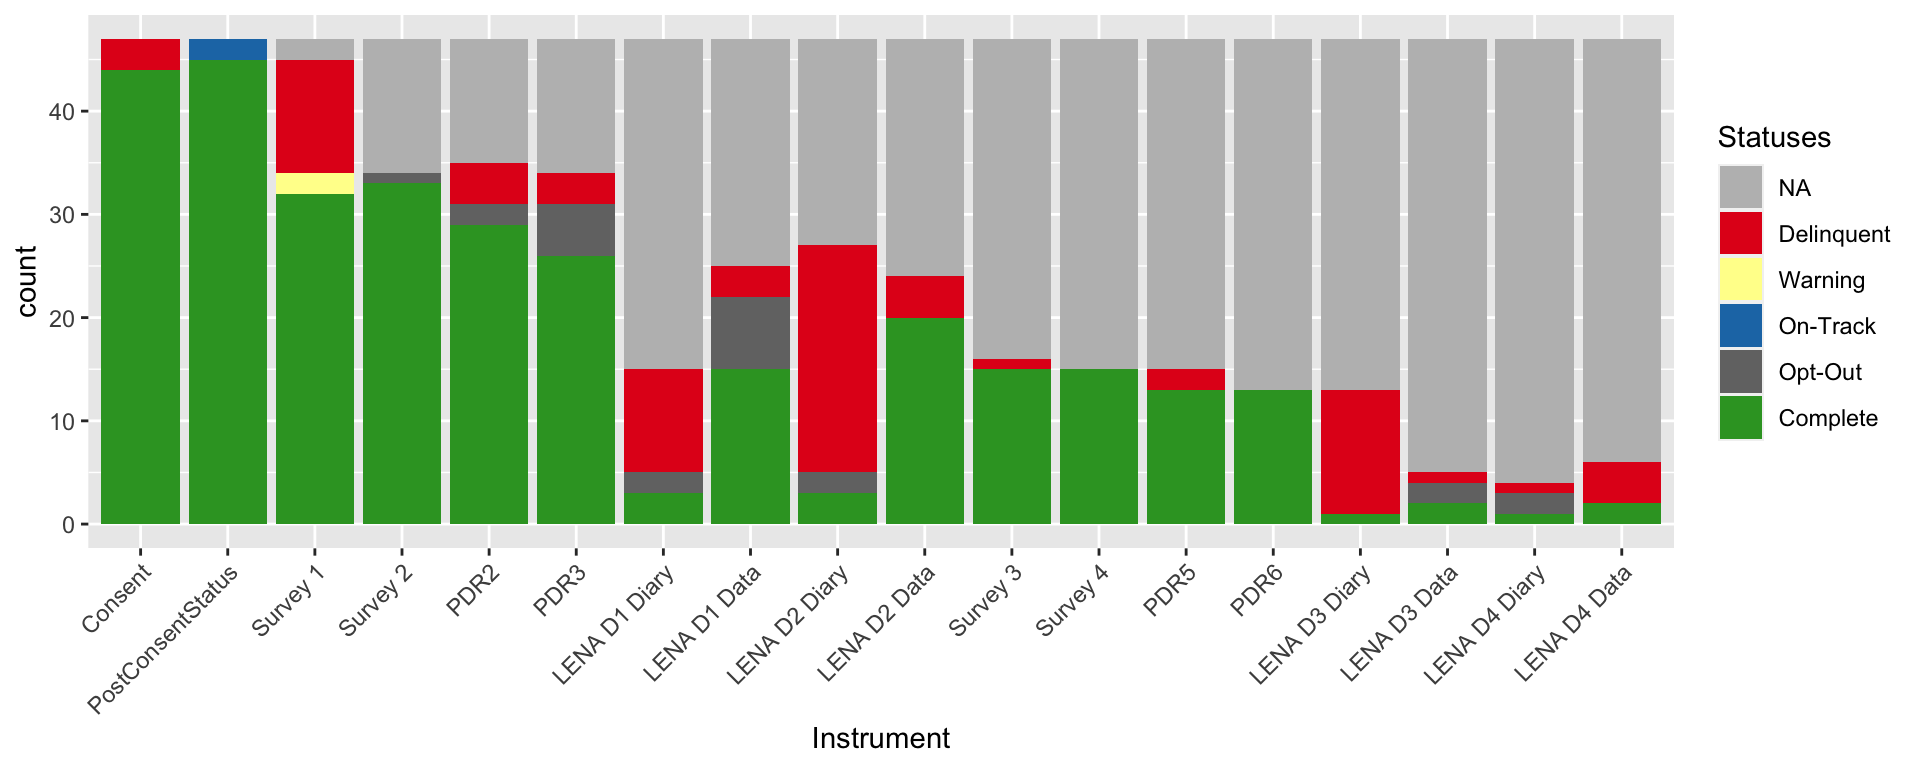 count
40
30
20
10
0
Consent
PostConsentStatus
Survey 1
Survey 2
PDR2
PDR3
LENA D1 Diary
LENA D1 Data
LENA D2 Diary
LENA D2 Data
Survey 3
Survey 4
PDR5
PDR6
LENA D3 Diary
LENA D3 Data
LENA D4 Diary
LENA D4 Data
Instrument
Statuses
NA
Delinquent
Warning
On-Track
Opt-Out
Complete